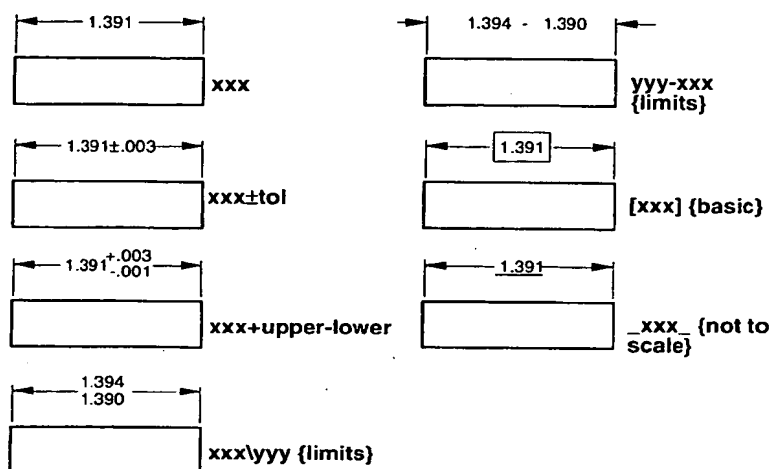 1.391
xxx
1.391±.003
xxx±tol
1.391 +.003
-.001
xxx+upper-lower
1.394
1.390
xxx\yyy {limits}
1.394 - 1.390
yyy-xxx
{limits}
1.391
[xxx] {basic}
1.391
_xxx_ {not to
scale}